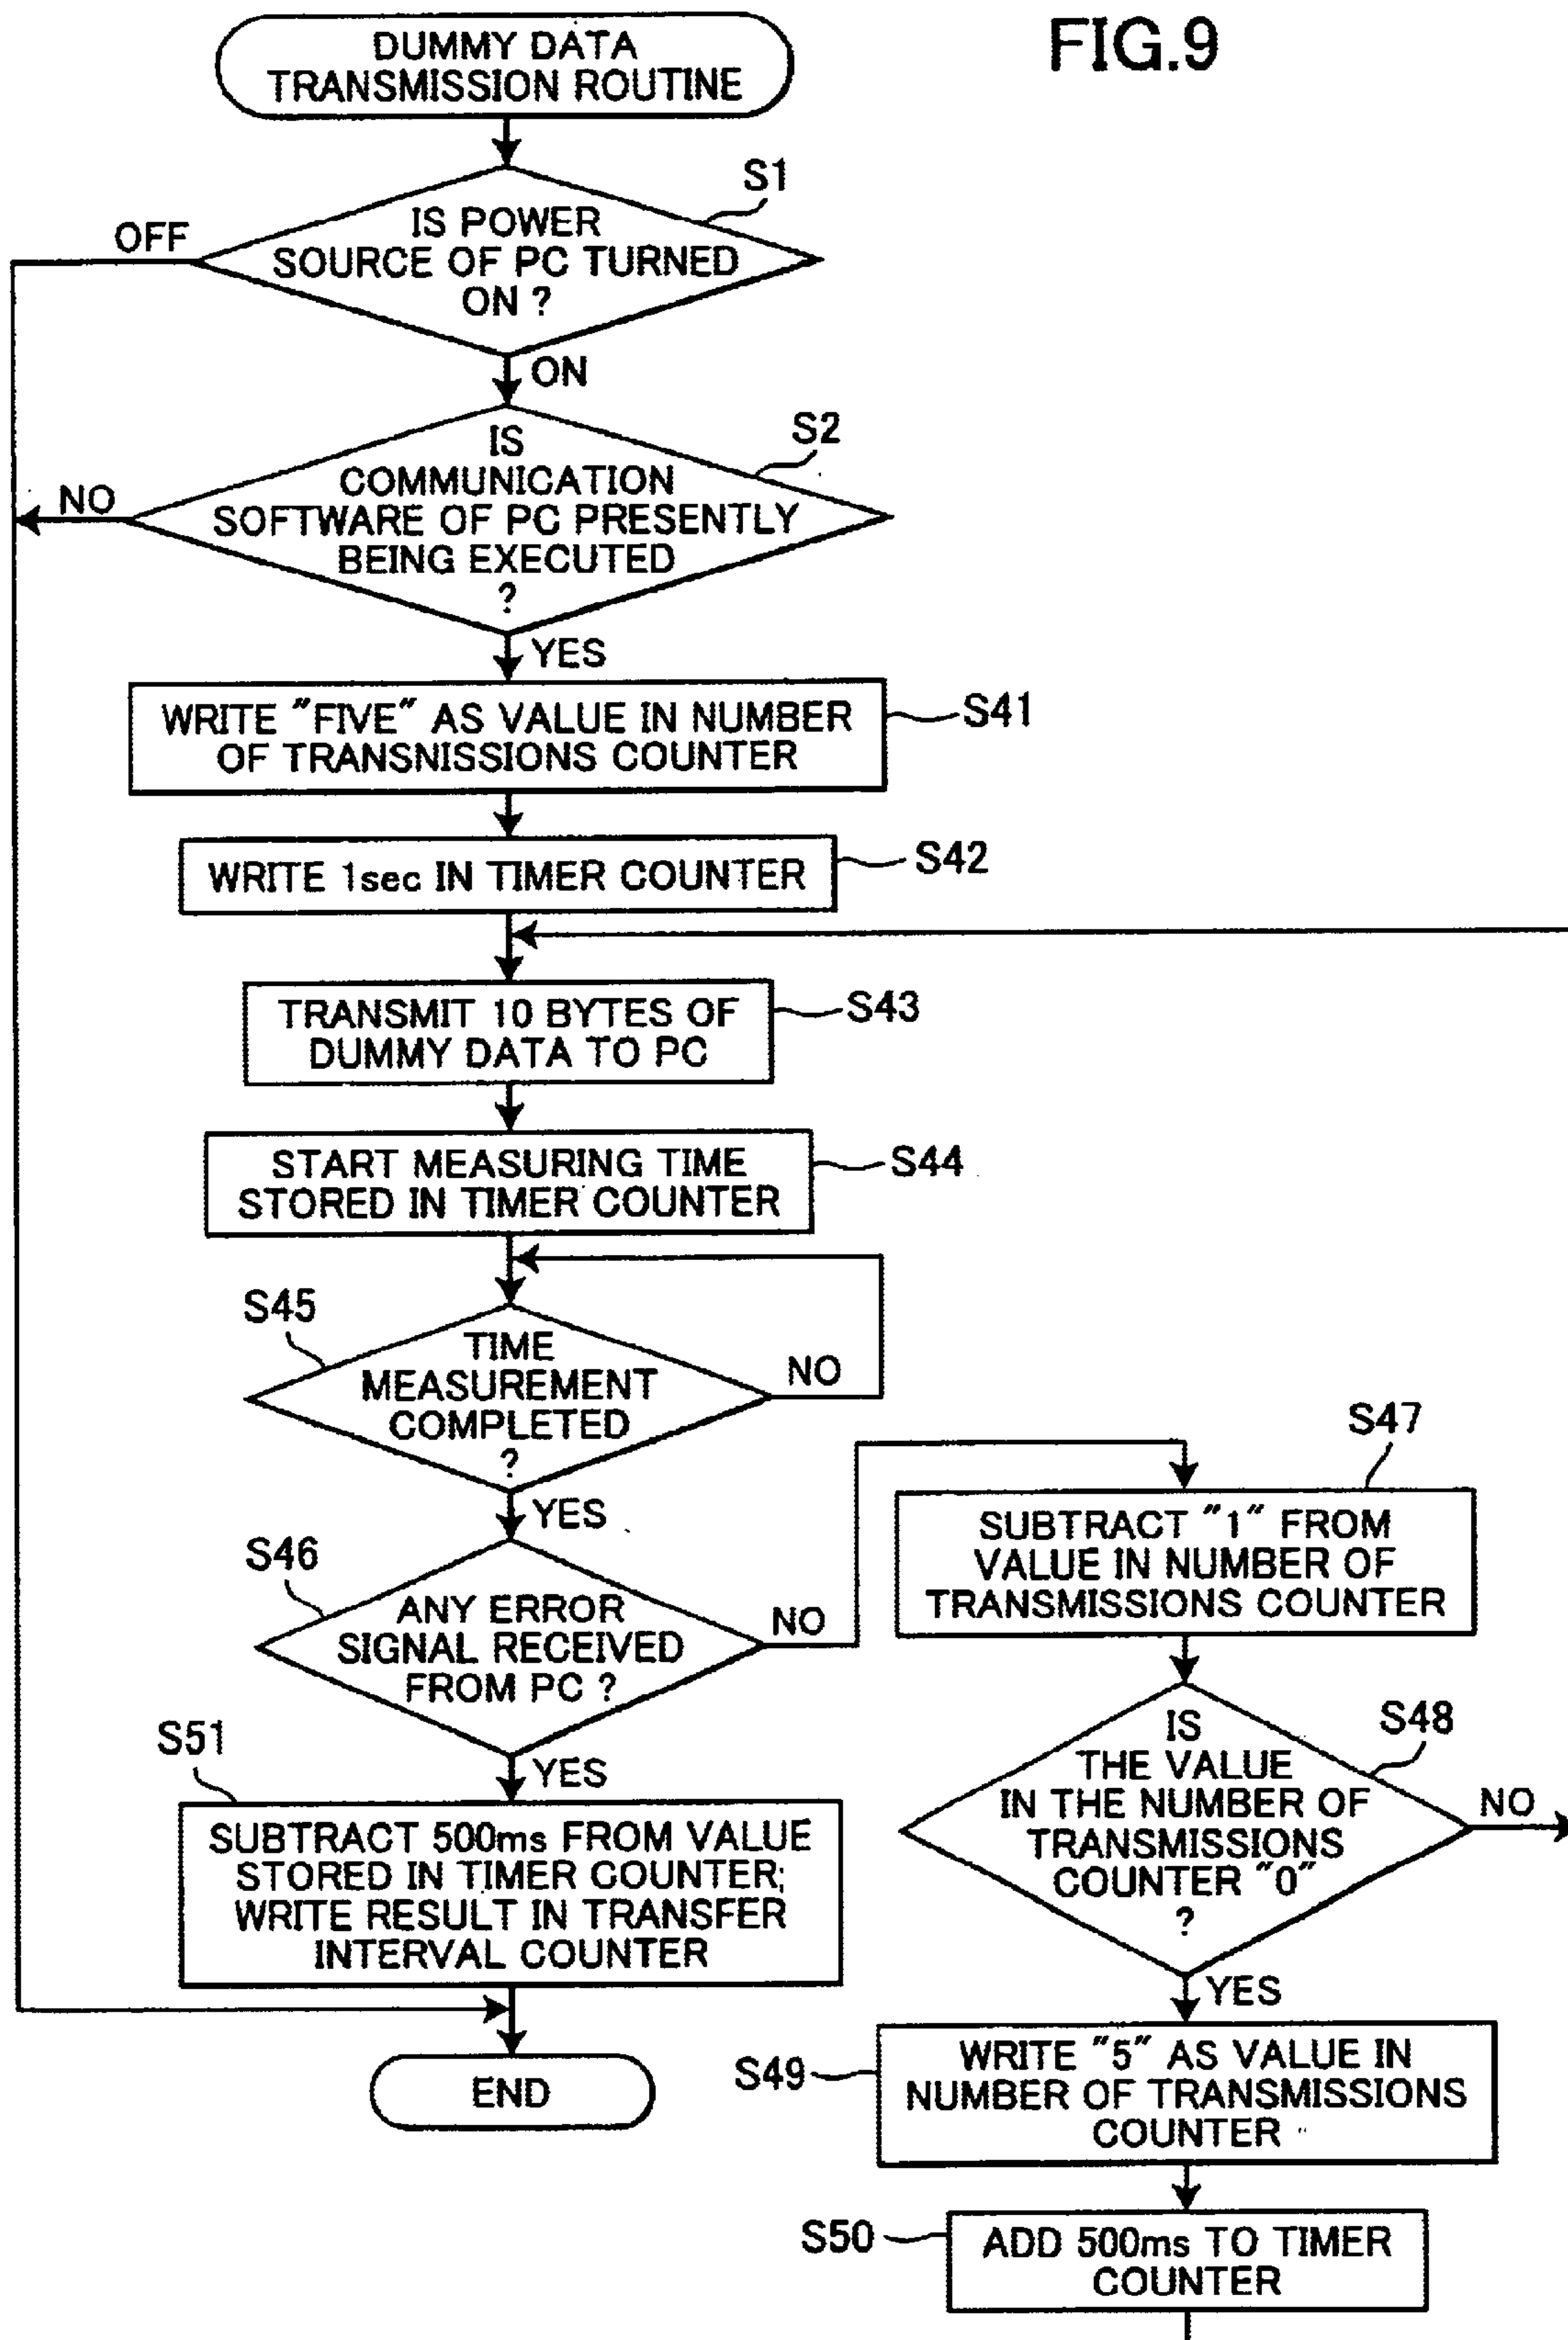 FIG.9
DUMMY DATA
TRANSMISSION ROUTINE
S1
IS POWER
SOURCE OF PC TURNED
ON ?
OFF
ON
S2
IS
COMMUNICATION
SOFTWARE OF PC PRESENTLY
BEING EXECUTED
?
NO
YES
WRITE "FIVE" AS VALUE IN NUMBER
OF TRANSNISSIONS COUNTER
S41
WRITE 1sec IN TIMER COUNTER
S42
TRANSMIT 10 BYTES OF
DUMMY DATA TO PC
S43
START MEASURING TIME
STORED IN TIMER COUNTER
S44
S45
TIME
MEASUREMENT
COMPLETED
?
NO
YES
S46
ANY ERROR
SIGNAL RECEIVED
FROM PC ?
NO
YES
S51
SUBTRACT 500ms FROM VALUE
STORED IN TIMER COUNTER;
WRITE RESULT IN TRANSFER
INTERVAL COUNTER
END
S47
SUBTRACT "1" FROM
VALUE IN NUMBER OF
TRANSMISSIONS COUNTER
S48
IS
THE VALUE
IN THE NUMBER OF
TRANSMISSIONS
COUNTER "0"
?
NO
YES
S49
WRITE "5" AS VALUE IN
NUMBER OF TRANSMISSIONS
COUNTER
S50
ADD 500ms TO TIMER
COUNTER